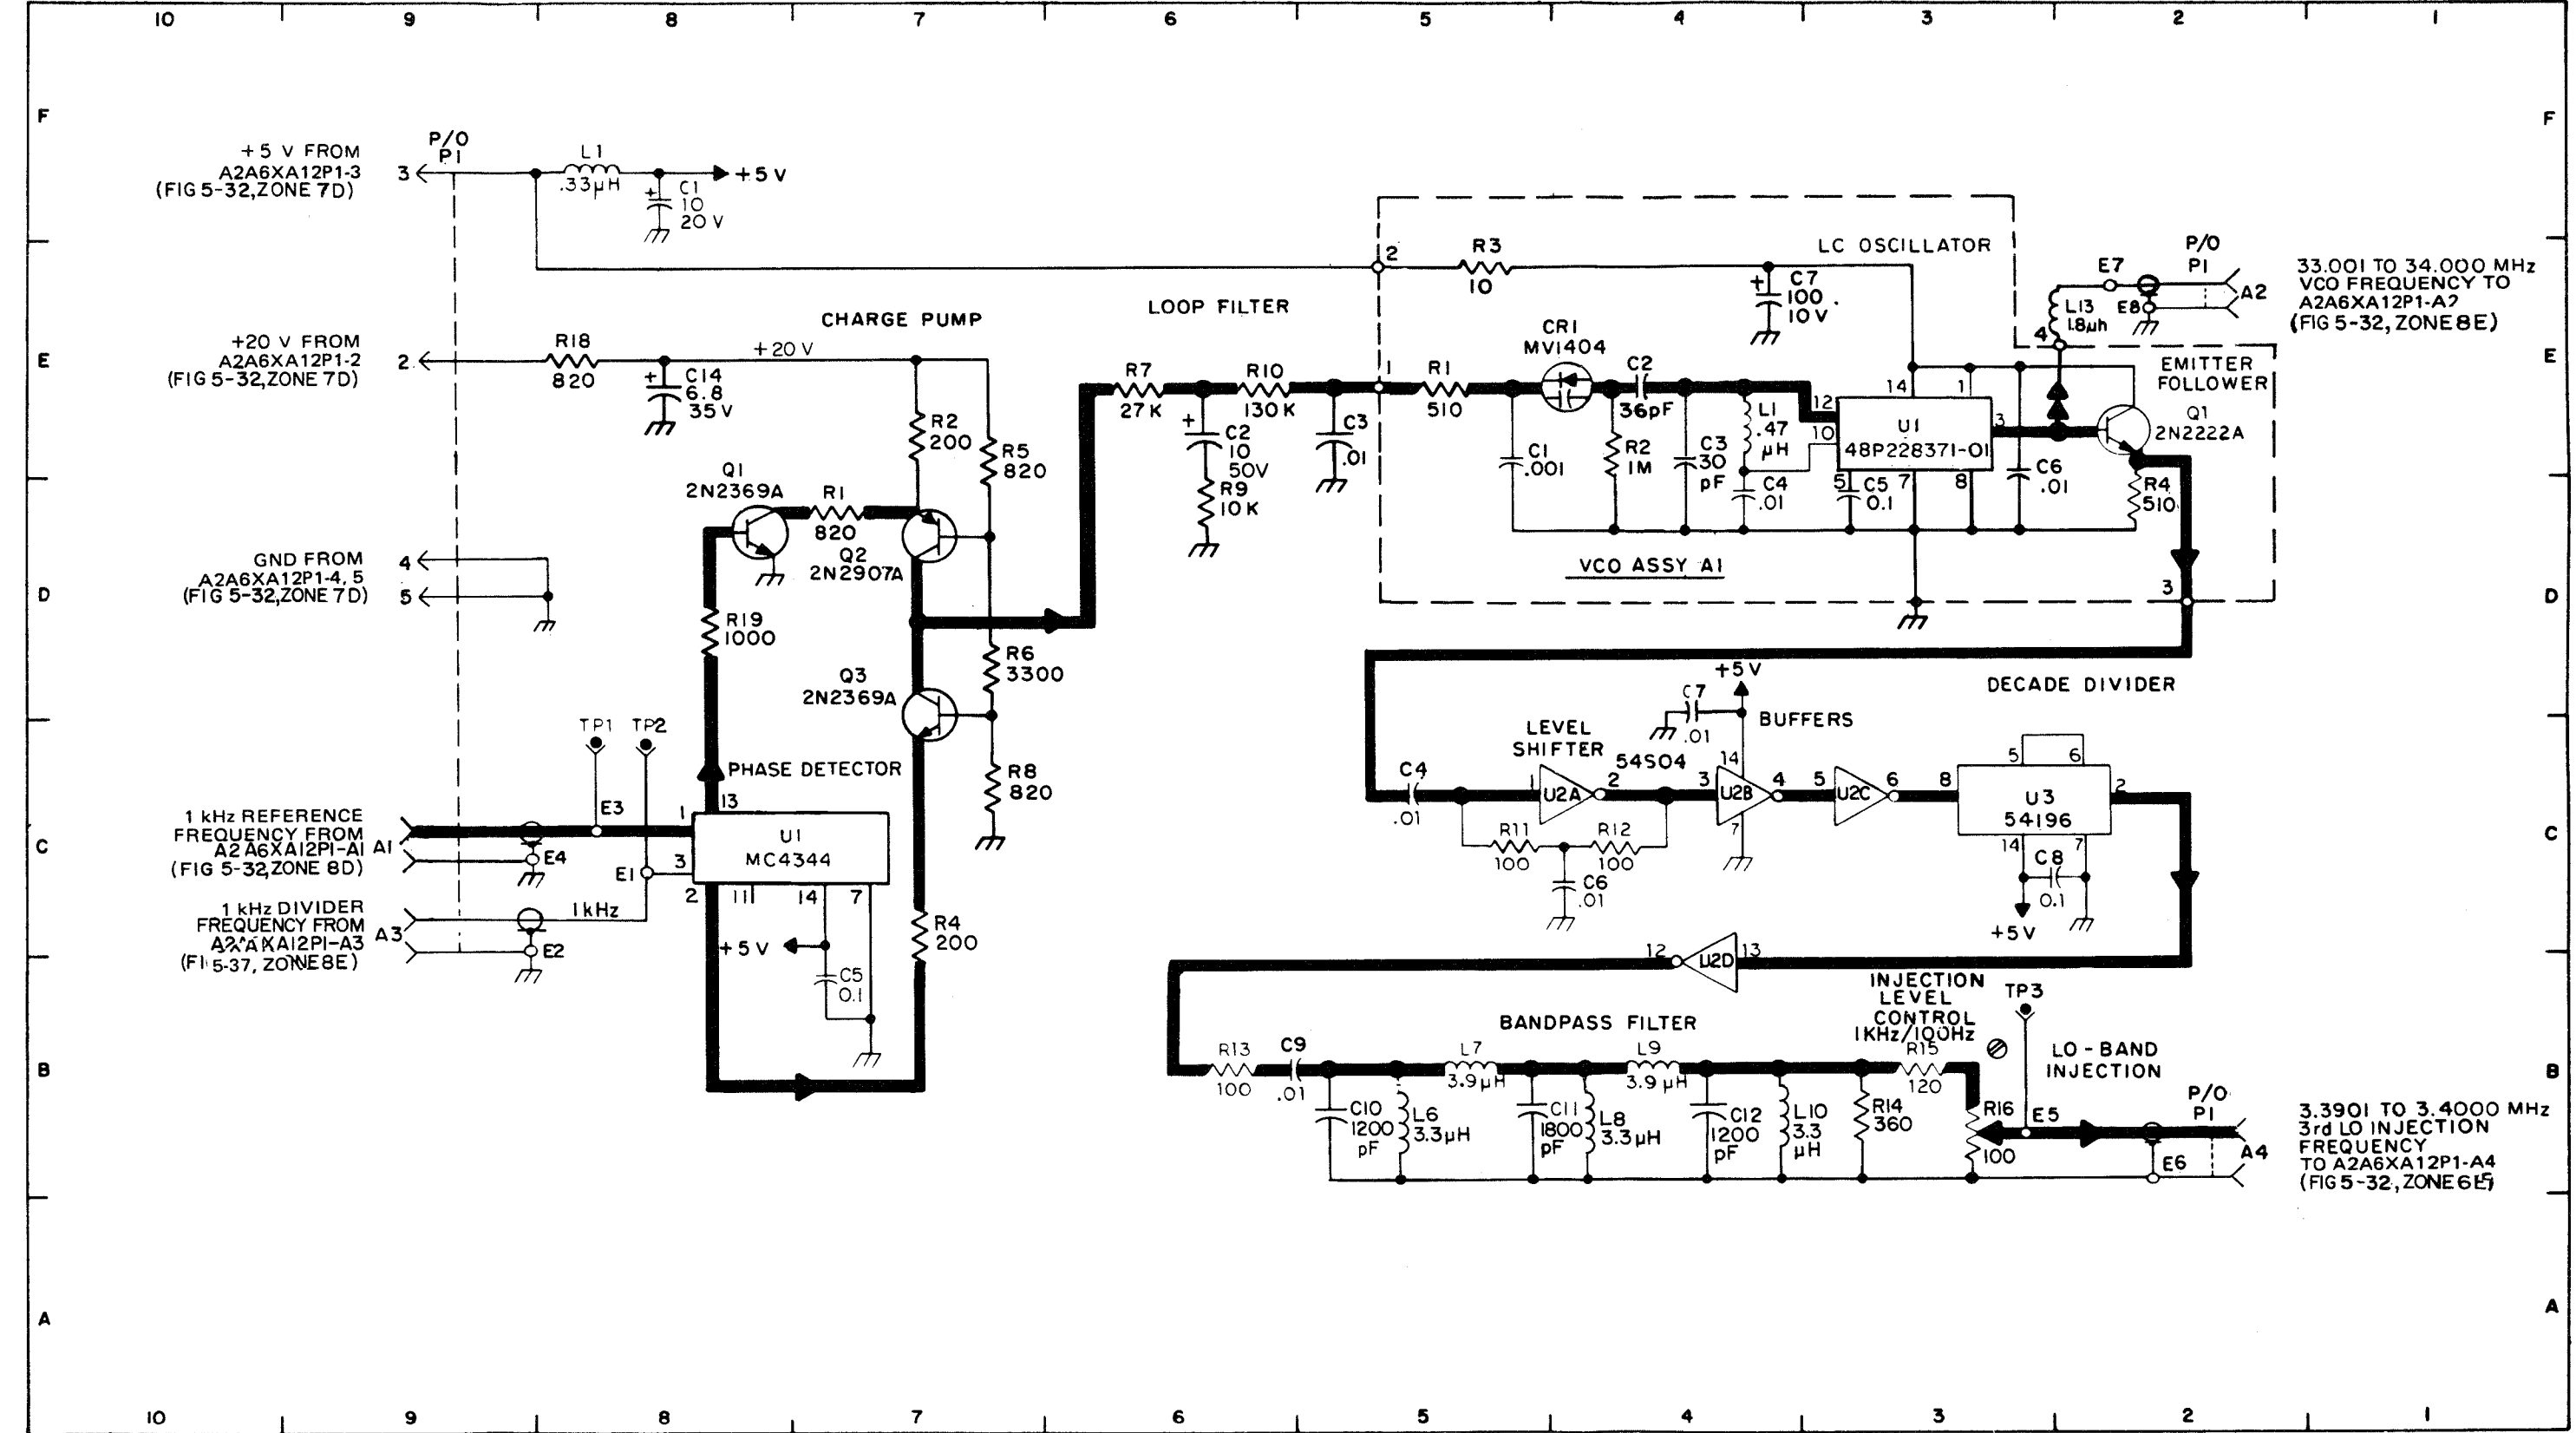 10 9 8 7 6 5 4 3 2 1
F
F
+5 V FROM
A2A6XA12P1-3
(FIG 5-32,ZONE 7D)
3
P/O
P1
L1
.33µH
+
C1
10
20 V
+5 V
2
R3
10
LC OSCILLATOR
+
C7
100
10V
E7
P/O
P1
E8
A2
L13
1.8µh
4
33.001 TO 34.000 MHz
VCO FREQUENCY TO
A2A6XA12P1-A2
(FIG 5-32, ZONE 8E)
CHARGE PUMP
LOOP FILTER
E
E
+20 V FROM
A2A6XA12P1-2
(FIG 5-32,ZONE 7D)
2
R18
820
+20 V
+
C14
6.8
35V
R2
200
R5
820
R7
27 K
R10
130 K
+
C2
10
50V
R9
10 K
C3
.01
1
R1
510
CR1
MV1404
C2
36pF
C1
.001
R2
1M
C3
30
pF
L1
.47
µH
C4
.01
12
10
14
1
U1
48P228371-01
3
5
7
8
C5
0.1
C6
.01
EMITTER
FOLLOWER
Q1
2N2222A
R4
510
VCO ASSY A1
3
Q1
2N2369A
R1
820
Q2
2N2907A
D
D
GND FROM
A2A6XA12P1-4, 5
(FIG 5-32,ZONE 7D)
4
5
R19
1000
R6
3300
Q3
2N2369A
R8
820
TP1
TP2
PHASE DETECTOR
+5 V
C7
.01
BUFFERS
DECADE DIVIDER
LEVEL
SHIFTER
54S04
C4
.01
1
U2A
2
3
U2B
4
14
7
5
U2C
6
8
5
6
U3
54196
2
14
7
C8
0.1
+5V
R11
100
R12
100
C6
.01
C
C
1 kHz REFERENCE
FREQUENCY FROM
A2A6XA12P1-A1
(FIG 5-32,ZONE 8D)
A1
E3
E4
1
13
U1
MC4344
3
2
11
14
7
E1
1 kHz DIVIDER
FREQUENCY FROM
A3
1kHz
E2
+5 V
C5
0.1
R4
200
12
U2D
13
INJECTION
LEVEL
CONTROL
1KHz/100Hz
TP3
BANDPASS FILTER
LO-BAND
INJECTION
B
B
R13
100
C9
.01
C10
1200
pF
L6
3.3µH
L7
3.9µH
C11
1800
pF
L8
3.3µH
L9
3.9µH
C12
1200
pF
L10
3.3
µH
R14
360
R15
120
R16
100
E5
E6
P/O
P1
A4
3.3901 TO 3.4000 MHz
3rd LO INJECTION
FREQUENCY
TO A2A6XA12P1-A4
(FIG 5-32, ZONE 6E)
A
A
10 9 8 7 6 5 4 3 2 1